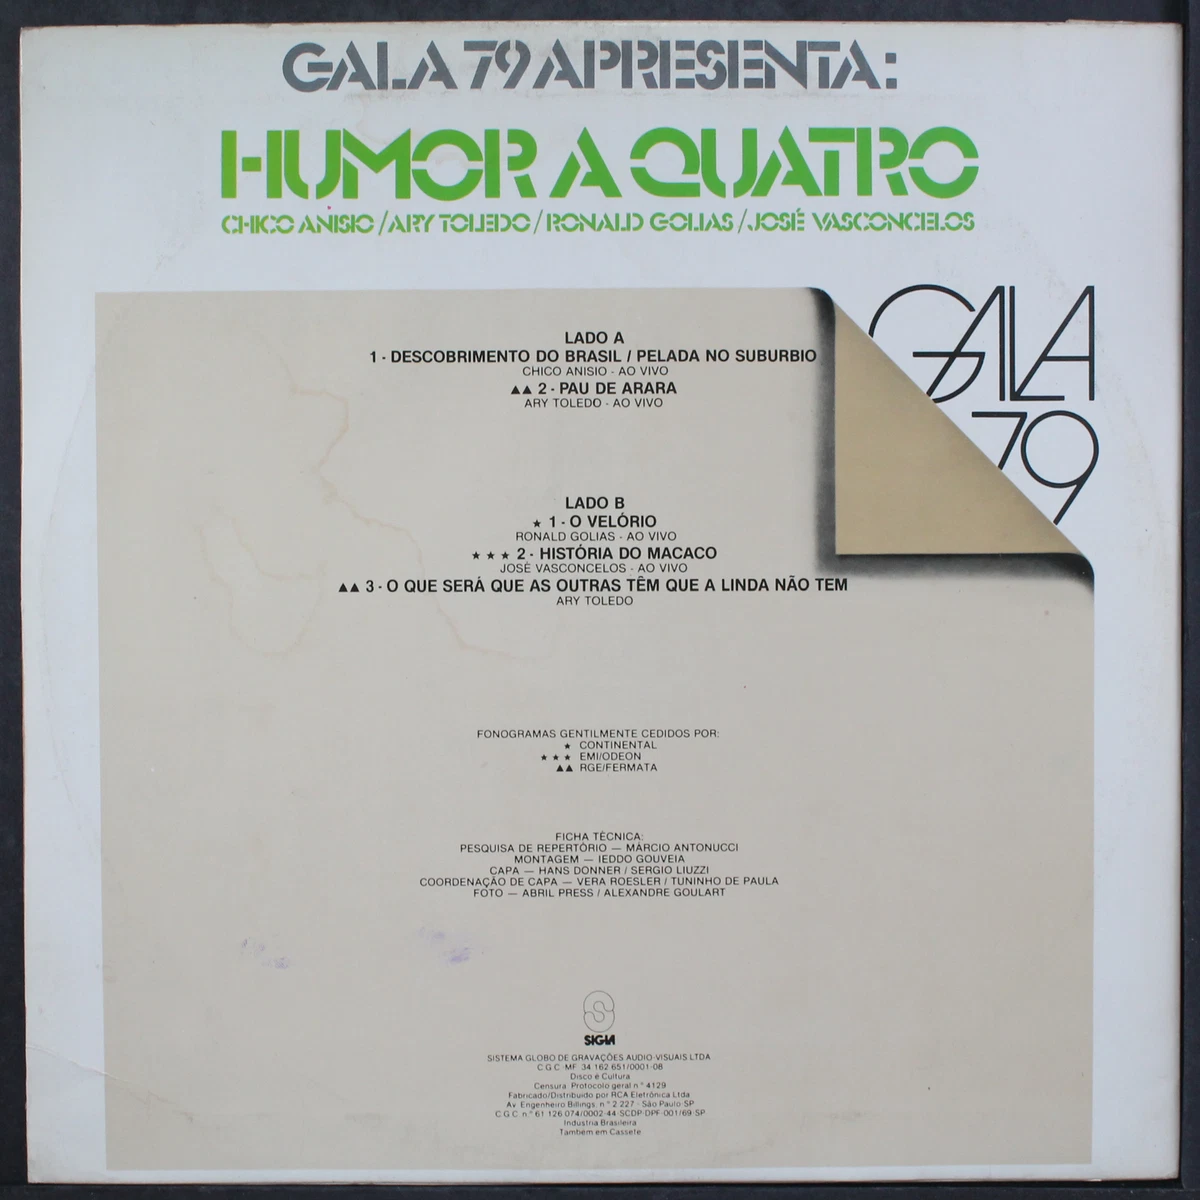 GALA 79 APRESENTA:
HUMOR A QUATRO
CHICO ANISIO / ARY TOLEDO / RONALD GOLIAS / JOSÉ VASCONCELOS
GALA
79
LADO A
1 - DESCOBRIMENTO DO BRASIL / PELADA NO SUBURBIO
CHICO ANISIO - AO VIVO
▲▲ 2 - PAU DE ARARA
ARY TOLEDO - AO VIVO
LADO B
★ 1 - O VELÓRIO
RONALD GOLIAS - AO VIVO
★ ★ ★ 2 - HISTÓRIA DO MACACO
JOSÉ VASCONCELOS - AO VIVO
▲▲ 3 - O QUE SERÁ QUE AS OUTRAS TÊM QUE A LINDA NÃO TEM
ARY TOLEDO
FONOGRAMAS GENTILMENTE CEDIDOS POR:
★ CONTINENTAL
★ ★ ★ EMI/ODEON
▲▲ RGE/FERMATA
FICHA TÉCNICA:
PESQUISA DE REPERTÓRIO — MÁRCIO ANTONUCCI
MONTAGEM — IEDDO GOUVEIA
CAPA — HANS DONNER / SERGIO LIUZZI
COORDENAÇÃO DE CAPA — VERA ROESLER / TUNINHO DE PAULA
FOTO — ABRIL PRESS / ALEXANDRE GOULART
SIGLA
SISTEMA GLOBO DE GRAVAÇÕES AUDIO-VISUAIS LTDA
C.G.C. MF 34.162.651/0001-08
Disco é Cultura
Censura: Protocolo geral n.º 4129
Fabricado/Distribuído por RCA Eletrônica Ltda
Av. Engenheiro Billings, n.º 2.227 - São Paulo-SP
C.G.C. n.º 61.126.074/0002-44-SCDP-DPF-001/69-SP
Indústria Brasileira
Também em Cassete